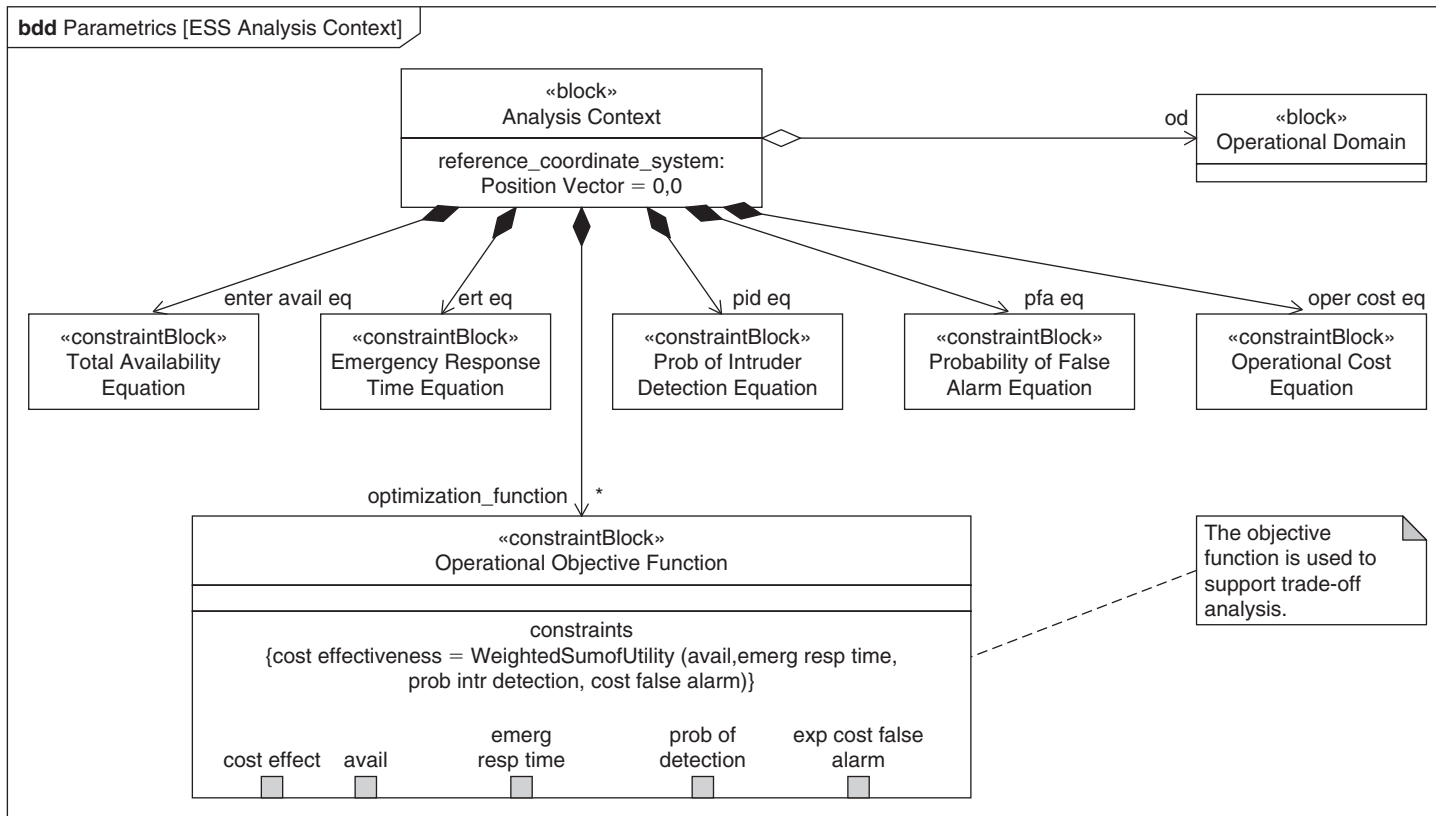 bdd Parametrics [ESS Analysis Context]
«block»
Analysis Context
reference_coordinate_system:
Position Vector = 0,0
od
«block»
Operational Domain
enter avail eq
ert eq
pid eq
pfa eq
oper cost eq
«constraintBlock»
Total Availability
Equation
«constraintBlock»
Emergency Response
Time Equation
«constraintBlock»
Prob of Intruder
Detection Equation
«constraintBlock»
Probability of False
Alarm Equation
«constraintBlock»
Operational Cost
Equation
optimization_function
*
«constraintBlock»
Operational Objective Function
constraints
{cost effectiveness = WeightedSumofUtility (avail,emerg resp time,
prob intr detection, cost false alarm)}
cost effect
avail
emerg
resp time
prob of
detection
exp cost false
alarm
The objective
function is used to
support trade-off
analysis.